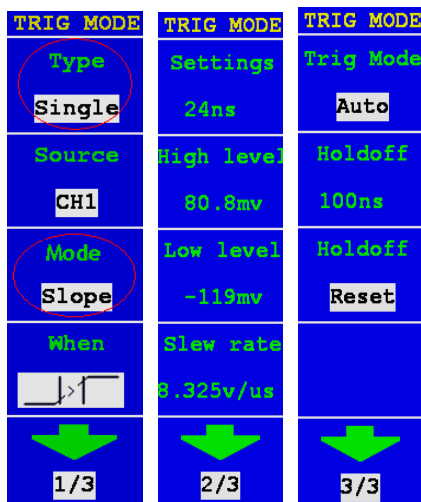 TRIG MODE
Type
Single
Source
CH1
Mode
Slope
When
1/3
TRIG MODE
Settings
24ns
High level
80.8mv
Low level
-119mv
Slew rate
8.325v/us
2/3
TRIG MODE
Trig Mode
Auto
Holdoff
100ns
Holdoff
Reset
3/3